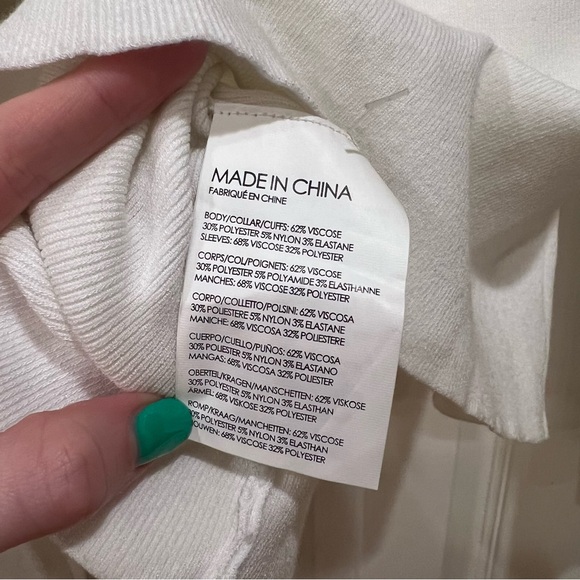 MADE IN CHINA
FABRIQUÉ EN CHINE
BODY/COLLAR/CUFFS: 62% VISCOSE
30% POLYESTER 5% NYLON 3% ELASTANE
SLEEVES: 68% VISCOSE 32% POLYESTER
CORPS/COL/POIGNETS: 62% VISCOSE
30% POLYESTER 5% POLYAMIDE 3% ELASTHANNE
MANCHES: 68% VISCOSE 32% POLYESTER
CORPO/COLLETTO/POLSINI: 62% VISCOSA
30% POLIESTERE 5% NYLON 3% ELASTANE
MANICHE: 68% VISCOSA 32% POLIESTERE
CUERPO/CUELLO/PUÑOS: 62% VISCOSA
30% POLIÉSTER 5% NYLON 3% ELASTANO
MANGAS: 68% VISCOSA 32% POLIÉSTER
OBERTEIL/KRAGEN/MANSCHETTEN: 62% VISKOSE
30% POLYESTER 5% NYLON 3% ELASTHAN
ÄRMEL: 68% VISKOSE 32% POLYESTER
ROMP/KRAAG/MANCHETTEN: 62% VISCOSE
30% POLYESTER 5% NYLON 3% ELASTHAN
OUWEN: 68% VISCOSE 32% POLYESTER